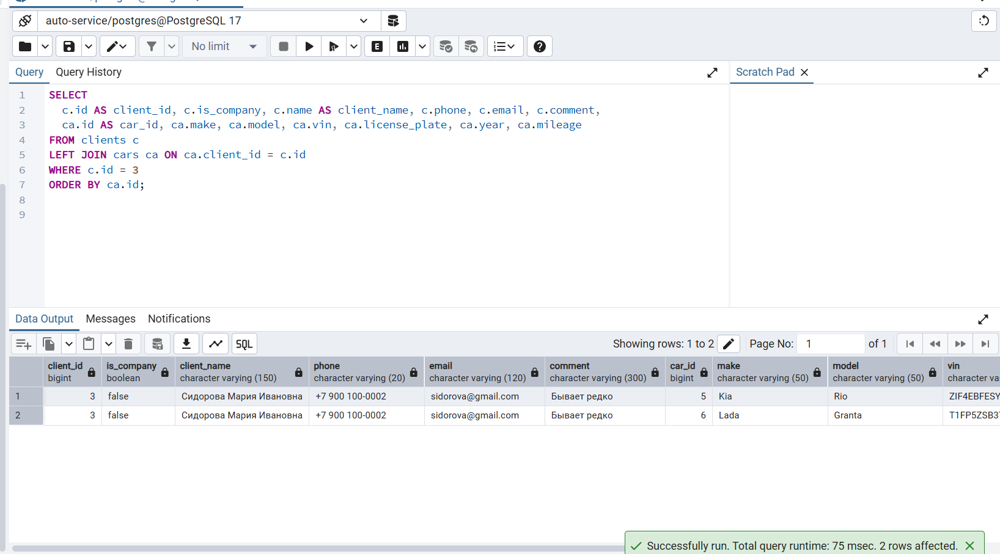 auto-service/postgres@PostgreSQL 17
No limit
E
Query
Query History
Scratch Pad
1 SELECT
2 c.id AS client_id, c.is_company, c.name AS client_name, c.phone, c.email, c.comment,
3 ca.id AS car_id, ca.make, ca.model, ca.vin, ca.license_plate, ca.year, ca.mileage
4 FROM clients c
5 LEFT JOIN cars ca ON ca.client_id = c.id
6 WHERE c.id = 3
7 ORDER BY ca.id;
8
9
Data Output Messages Notifications
SQL
Showing rows: 1 to 2
Page No: 1 of 1
client_id is_company client_name phone email comment car_id make model vin
bigint boolean character varying (150) character varying (20) character varying (120) character varying (300) bigint character varying (50) character varying (50) character va
1 3 false Сидорова Мария Ивановна +7 900 100-0002 sidorova@gmail.com Бывает редко 5 Kia Rio ZIF4EBFESY
2 3 false Сидорова Мария Ивановна +7 900 100-0002 sidorova@gmail.com Бывает редко 6 Lada Granta T1FP5ZSB3
Successfully run. Total query runtime: 75 msec. 2 rows affected.